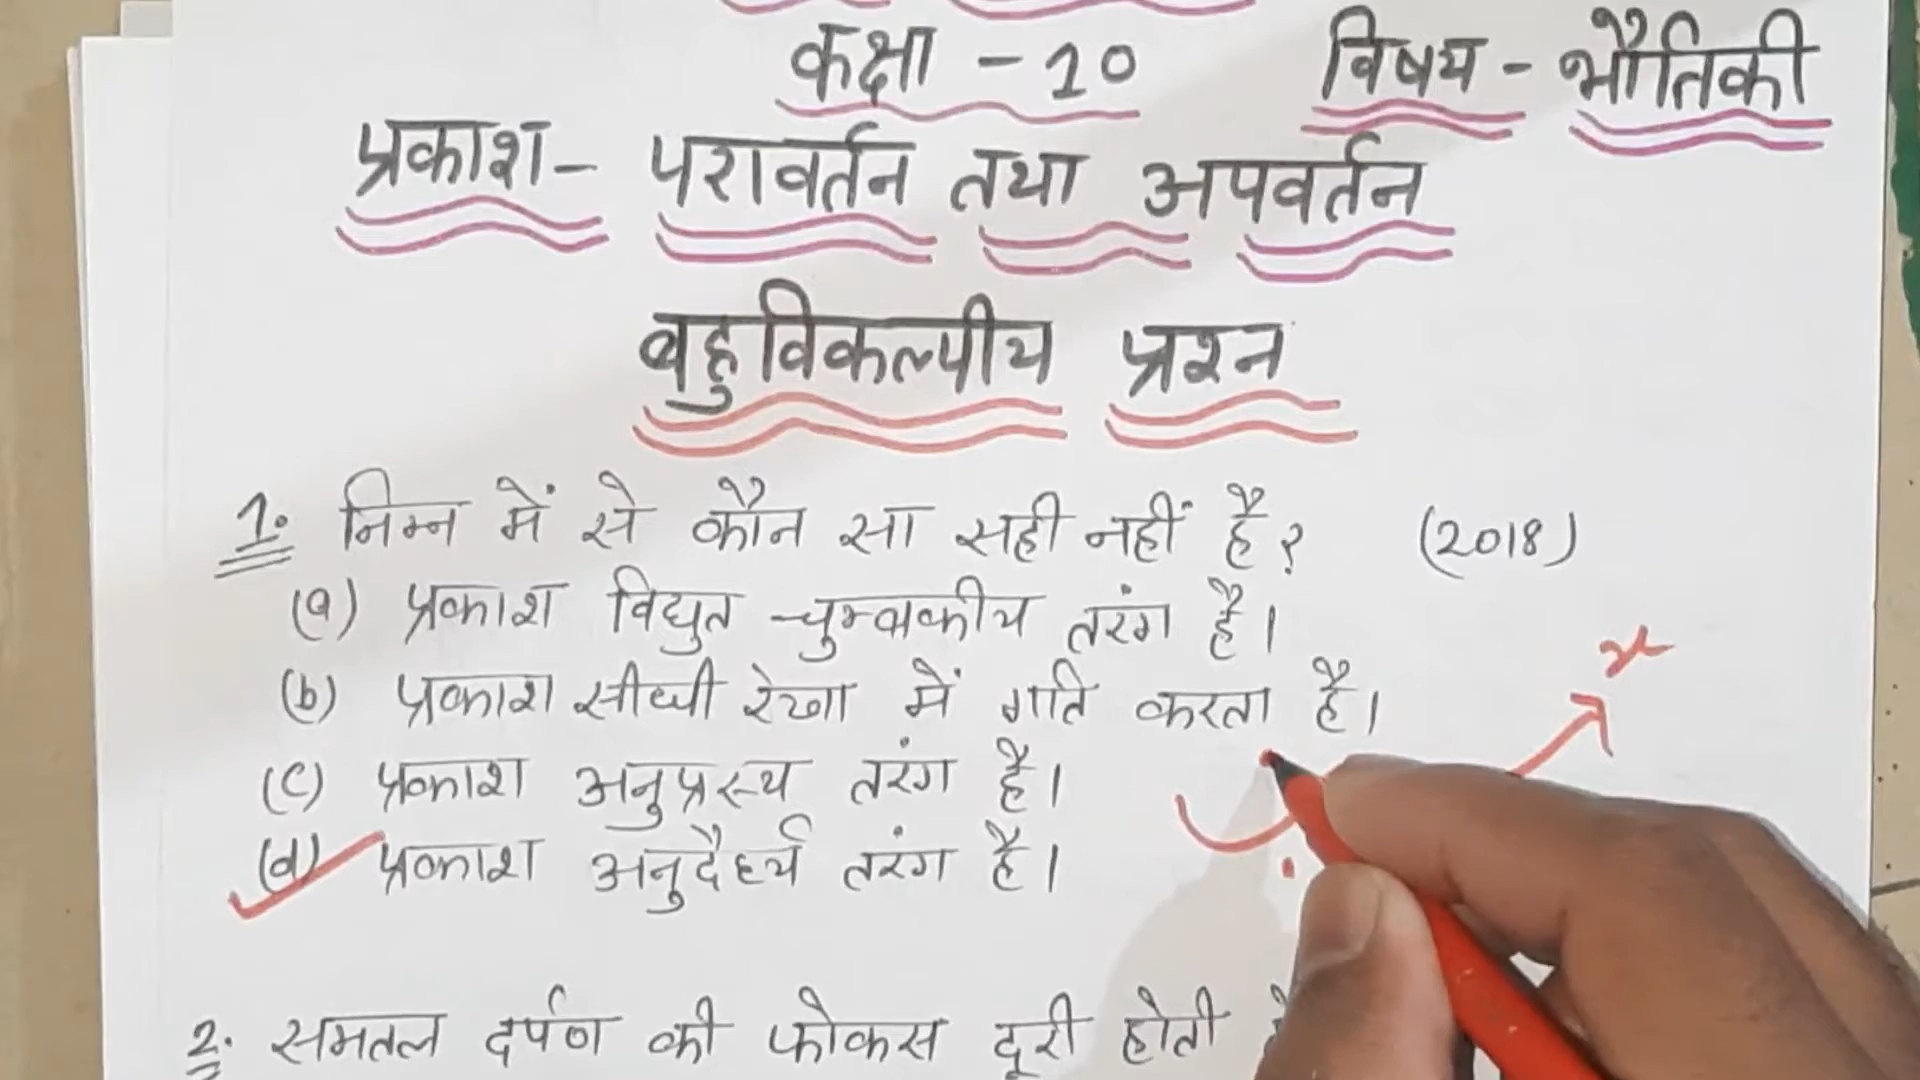 कक्षा - 10 विषय - भौतिकी
प्रकाश - परावर्तन तथा अपवर्तन
बहुविकल्पीय प्रश्न
1. निम्न में से कौन सा सही नहीं है? (2018)
(a) प्रकाश विद्युत चुम्बकीय तरंग है।
(b) प्रकाश सीधी रेखा में गति करता है।
(c) प्रकाश अनुप्रस्थ तरंग है।
(d) प्रकाश अनुदैर्ध्य तरंग है।
2. समतल दर्पण की फोकस दूरी होती